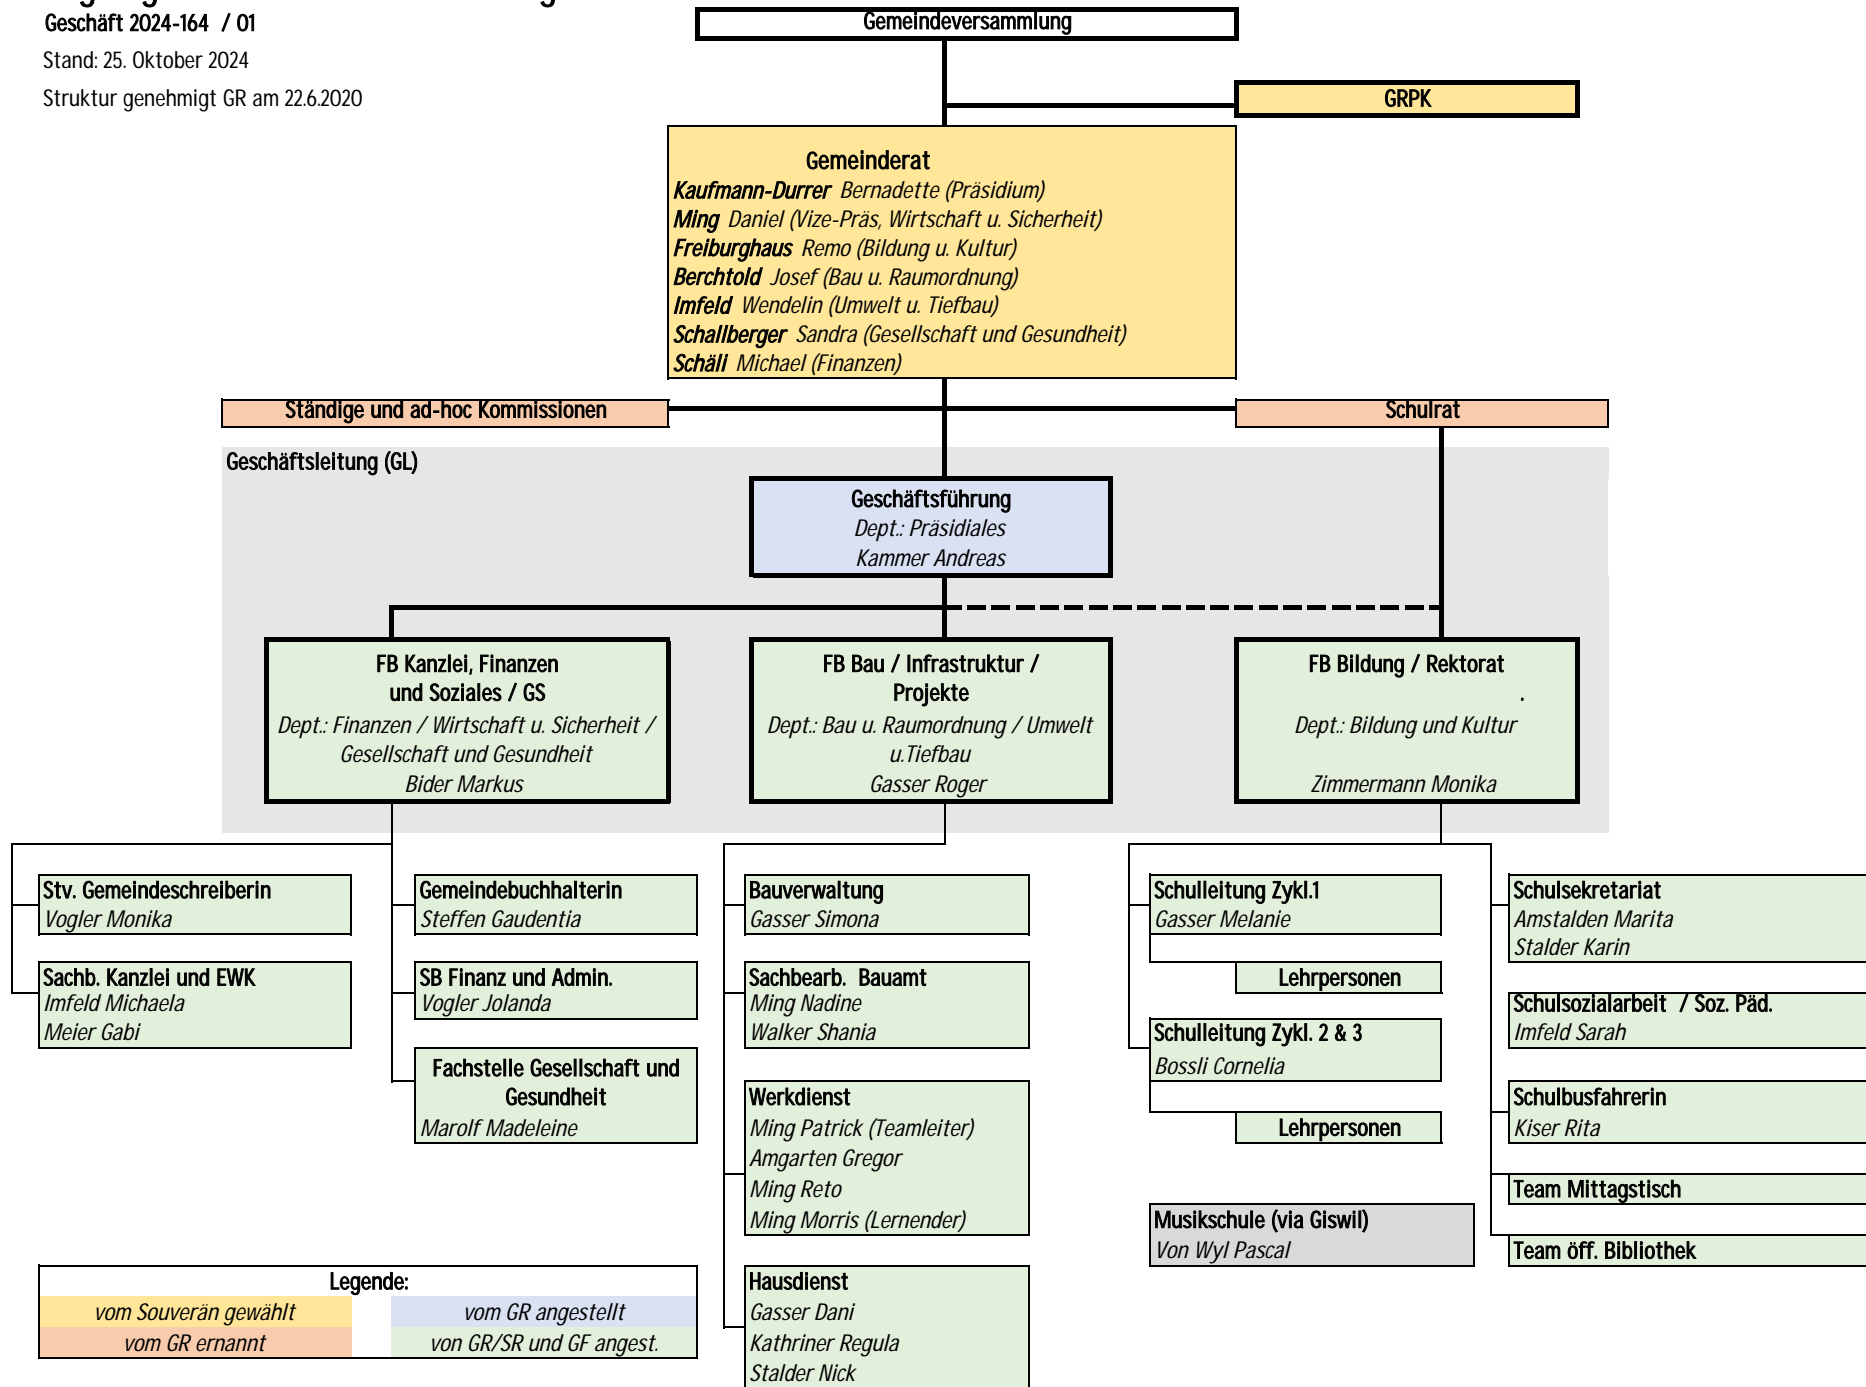 Geschäft 2024-164 / 01
Stand: 25. Oktober 2024
Struktur genehmigt GR am 22.6.2020
Gemeindeversammlung
GRPK
Gemeinderat
Kaufmann-Durrer Bernadette (Präsidium)
Ming Daniel (Vize-Präs, Wirtschaft u. Sicherheit)
Freiburghaus Remo (Bildung u. Kultur)
Berchtold Josef (Bau u. Raumordnung)
Imfeld Wendelin (Umwelt u. Tiefbau)
Schallberger Sandra (Gesellschaft und Gesundheit)
Schäli Michael (Finanzen)
Ständige und ad-hoc Kommissionen
Schulrat
Geschäftsleitung (GL)
Geschäftsführung
Dept.: Präsidiales
Kammer Andreas
FB Kanzlei, Finanzen
und Soziales / GS
Dept.: Finanzen / Wirtschaft u. Sicherheit /
Gesellschaft und Gesundheit
Bider Markus
FB Bau / Infrastruktur /
Projekte
Dept.: Bau u. Raumordnung / Umwelt
u.Tiefbau
Gasser Roger
FB Bildung / Rektorat
.
Dept.: Bildung und Kultur
Zimmermann Monika
Stv. Gemeindeschreiberin
Vogler Monika
Sachb. Kanzlei und EWK
Imfeld Michaela
Meier Gabi
Gemeindebuchhalterin
Steffen Gaudentia
SB Finanz und Admin.
Vogler Jolanda
Fachstelle Gesellschaft und
Gesundheit
Marolf Madeleine
Bauverwaltung
Gasser Simona
Sachbearb. Bauamt
Ming Nadine
Walker Shania
Werkdienst
Ming Patrick (Teamleiter)
Amgarten Gregor
Ming Reto
Ming Morris (Lernender)
Hausdienst
Gasser Dani
Kathriner Regula
Stalder Nick
Schulleitung Zykl.1
Gasser Melanie
Lehrpersonen
Schulleitung Zykl. 2 & 3
Bossli Cornelia
Lehrpersonen
Musikschule (via Giswil)
Von Wyl Pascal
Schulsekretariat
Amstalden Marita
Stalder Karin
Schulsozialarbeit / Soz. Päd.
Imfeld Sarah
Schulbusfahrerin
Kiser Rita
Team Mittagstisch
Team öff. Bibliothek
Legende:
vom Souverän gewählt
vom GR angestellt
vom GR ernannt
von GR/SR und GF angest.